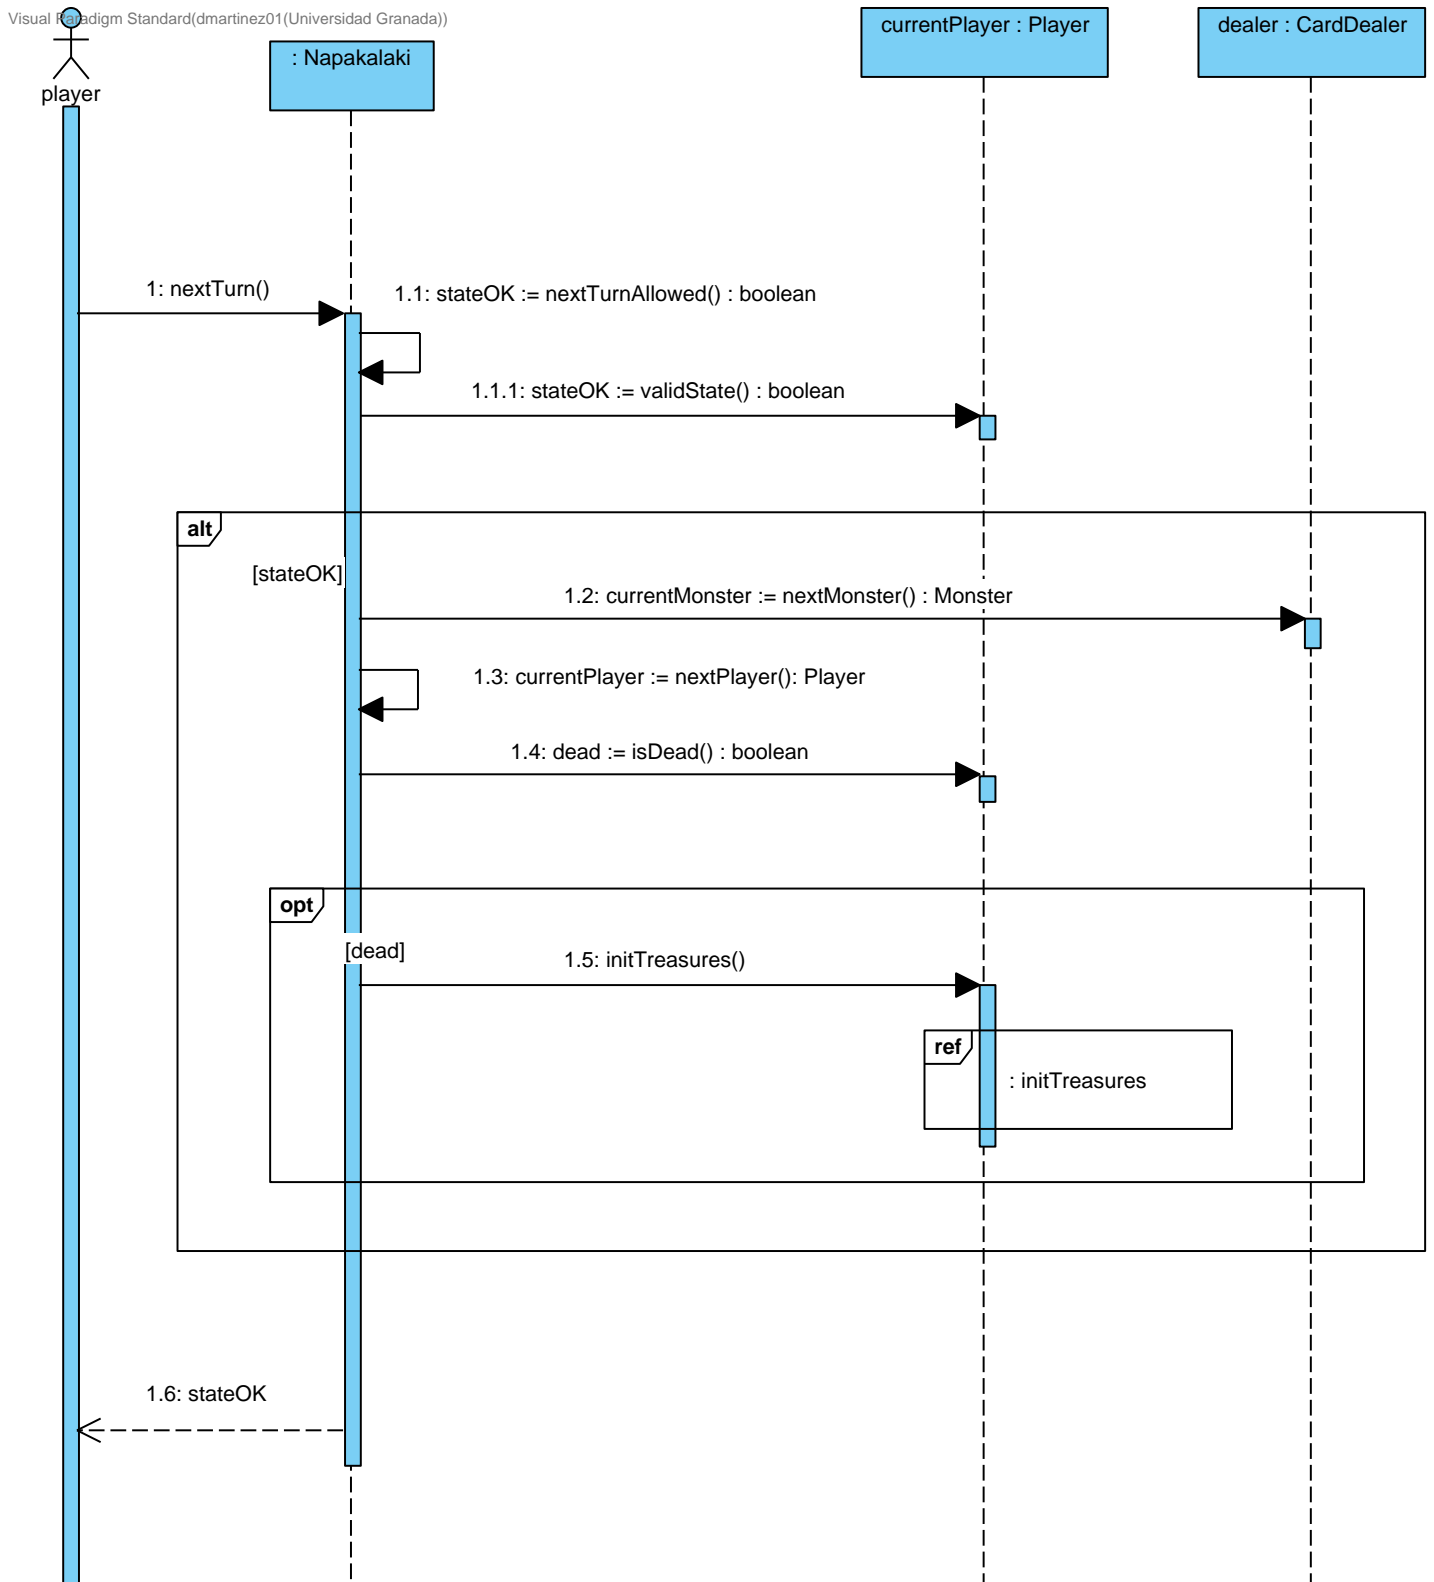 Visual Paradigm Standard(dmartinez01(Universidad Granada))
player
: Napakalaki
currentPlayer : Player
dealer : CardDealer
1: nextTurn()
1.1: stateOK := nextTurnAllowed() : boolean
1.1.1: stateOK := validState() : boolean
alt
[stateOK]
1.2: currentMonster := nextMonster() : Monster
1.3: currentPlayer := nextPlayer(): Player
1.4: dead := isDead() : boolean
opt
[dead]
1.5: initTreasures()
ref
: initTreasures
1.6: stateOK